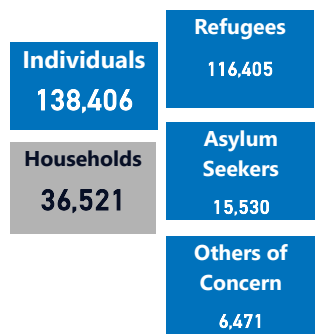 Individuals
138,406
Households
36,521
Refugees
116,405
Asylum
Seekers
15,530
Others of
Concern
6,471